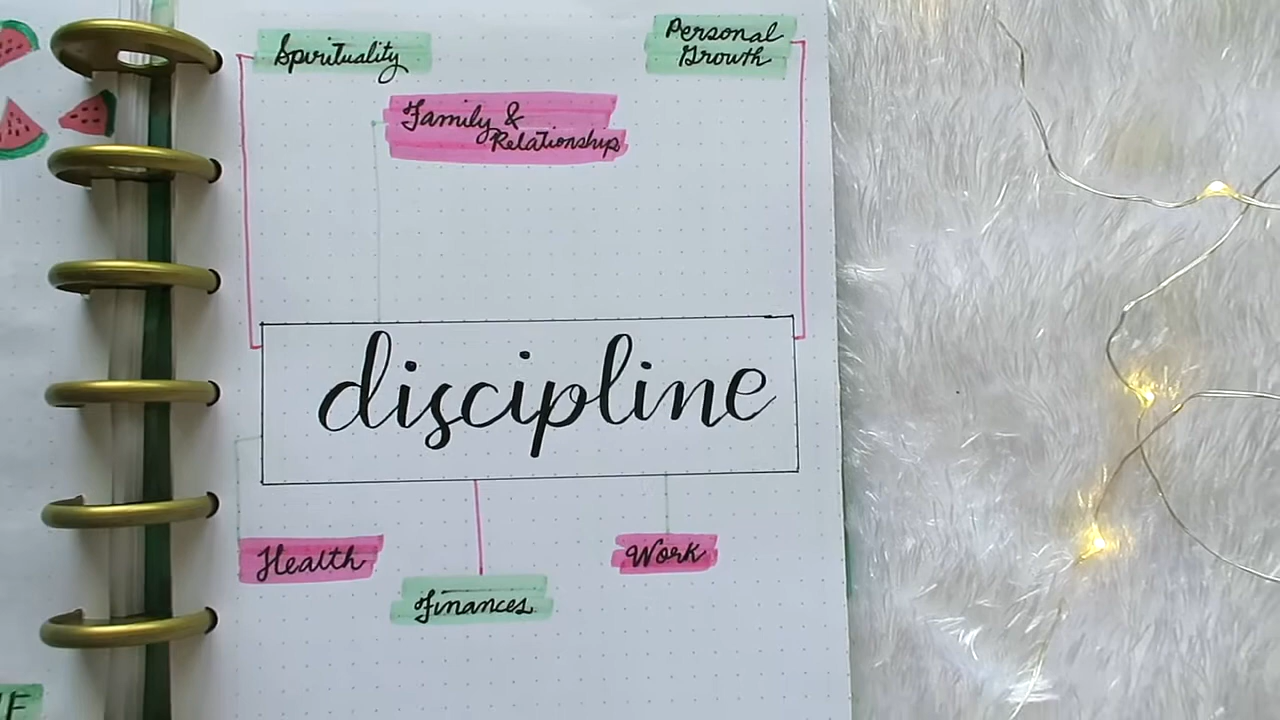 Spirituality
Personal
Growth
Family &
Relationship
discipline
Health
Work
Finances